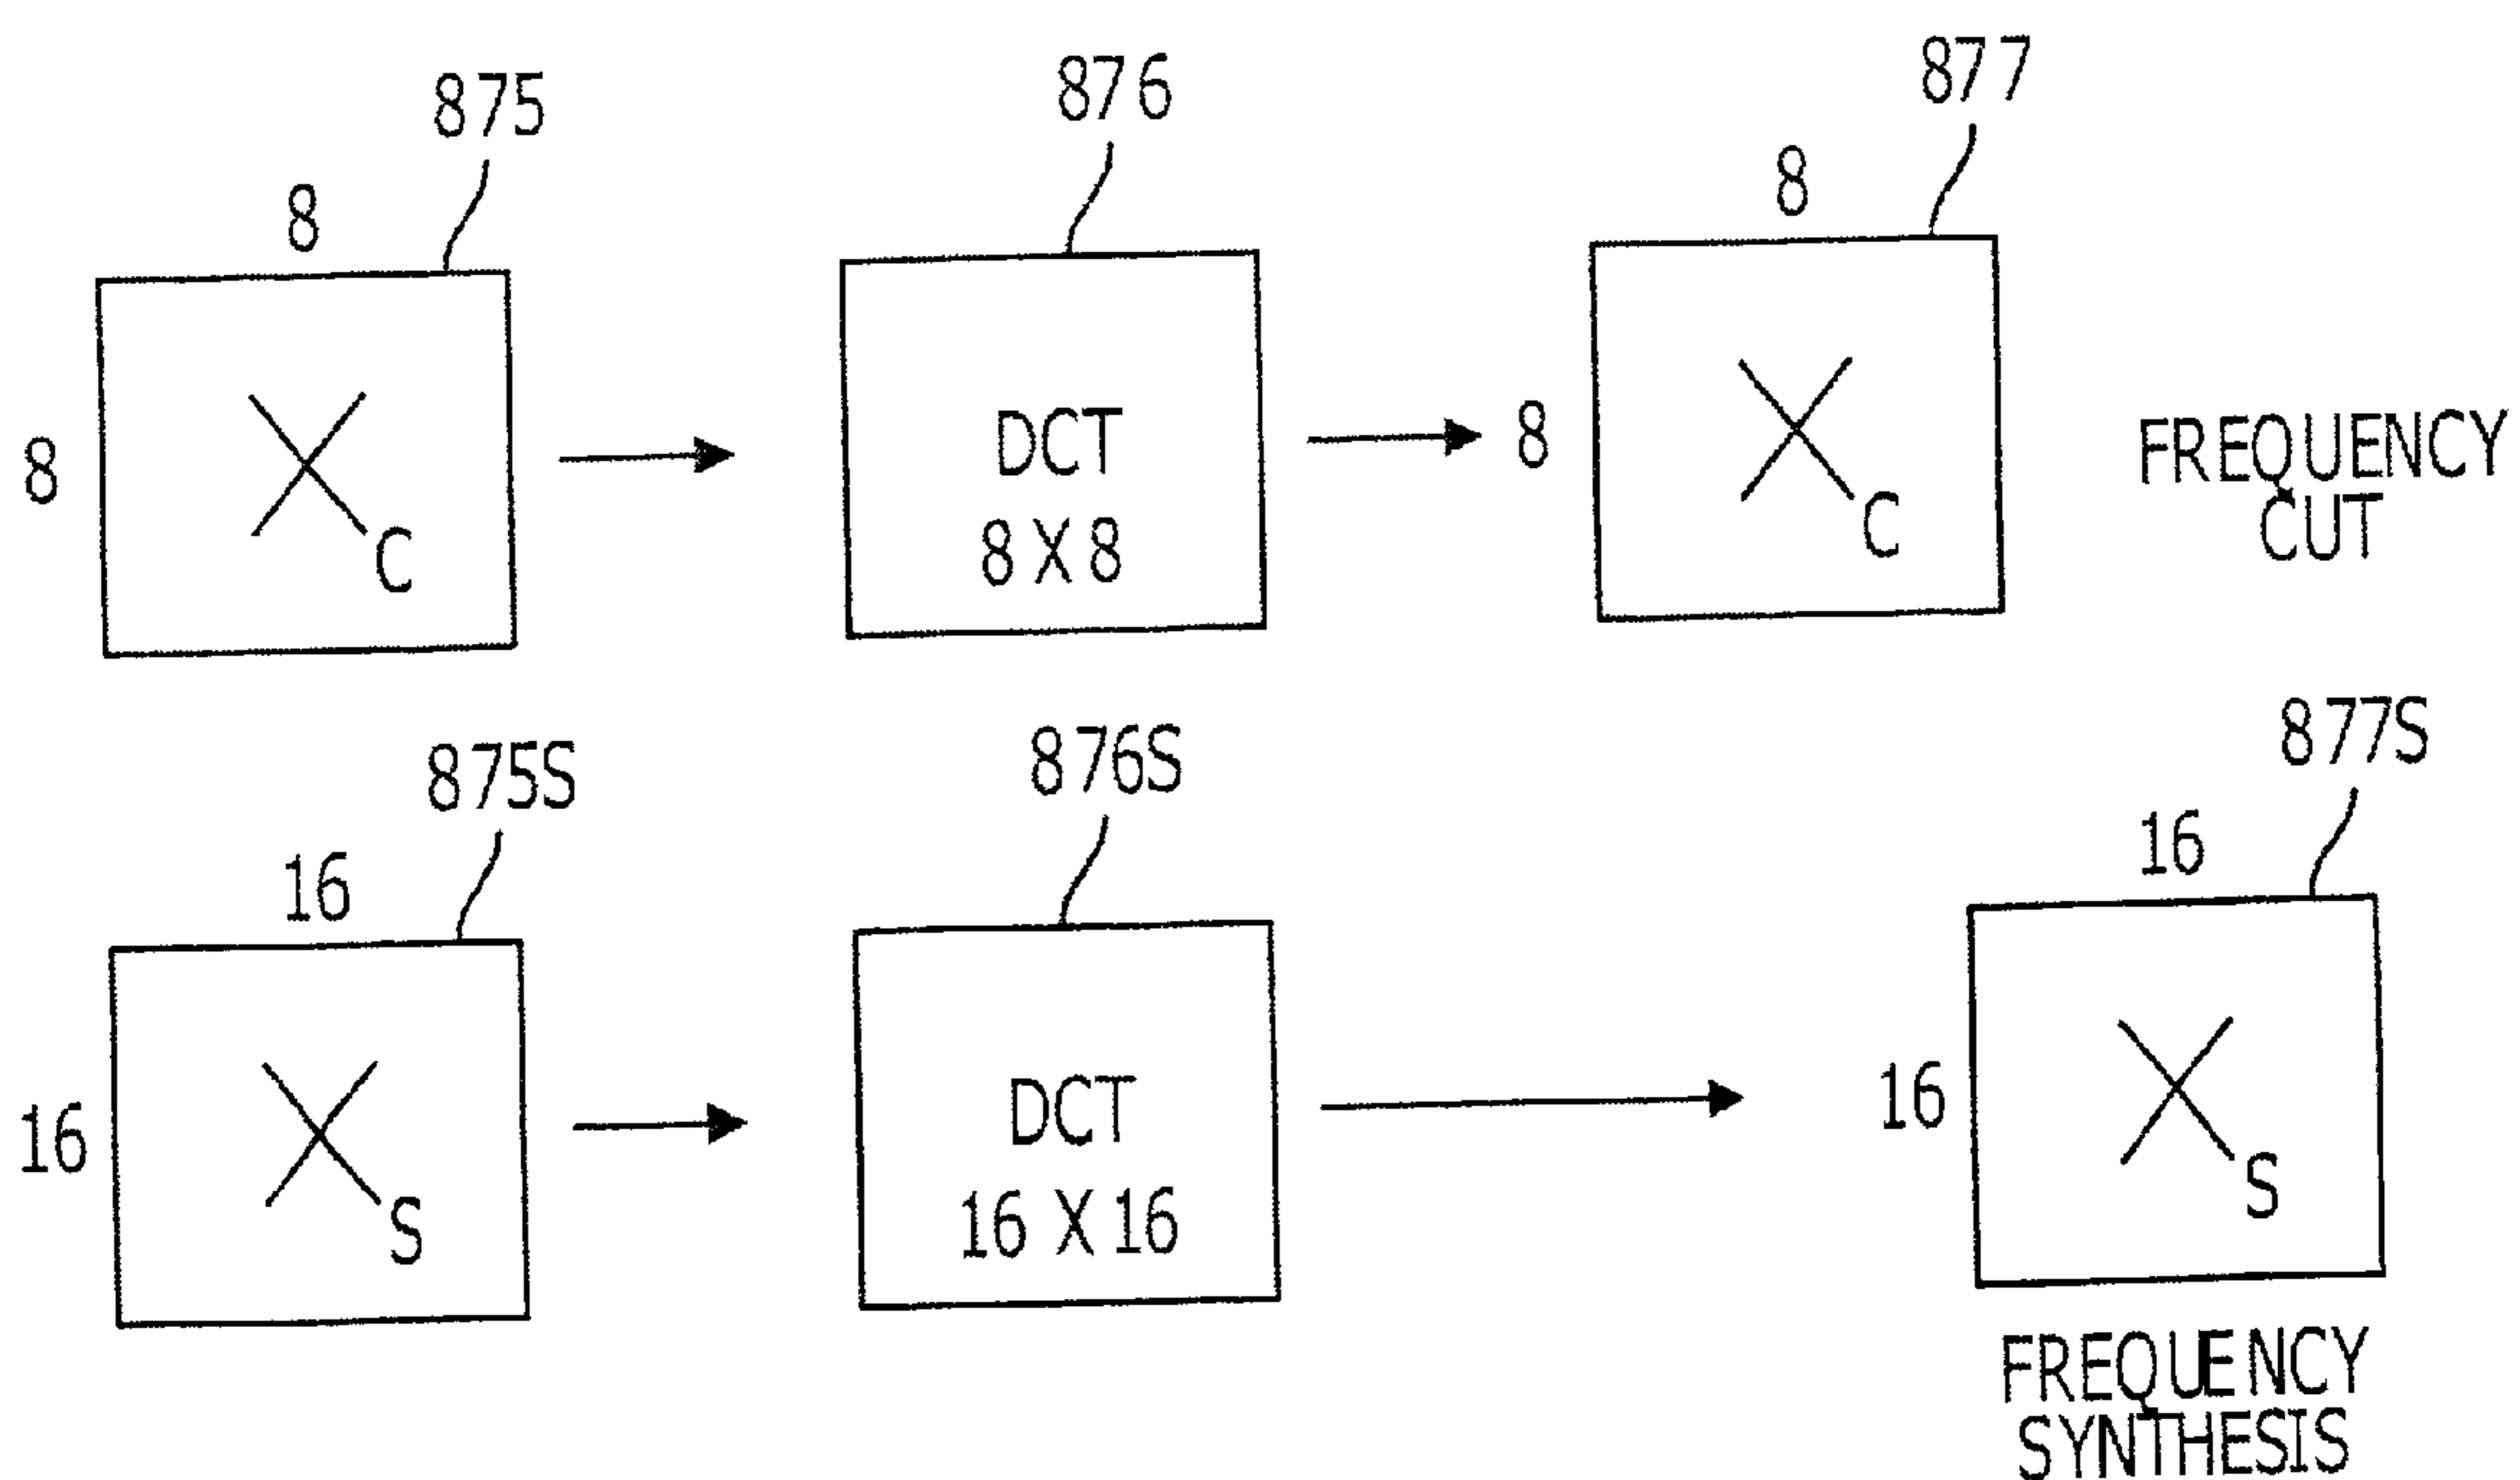 875
876
877
8
8
8
X C
DCT
8 X 8
8
X C
FREQUENCY
CUT
875S
876S
877S
16
16
16
X S
DCT
16 X 16
16
X S
FREQUENCY
SYNTHESIS